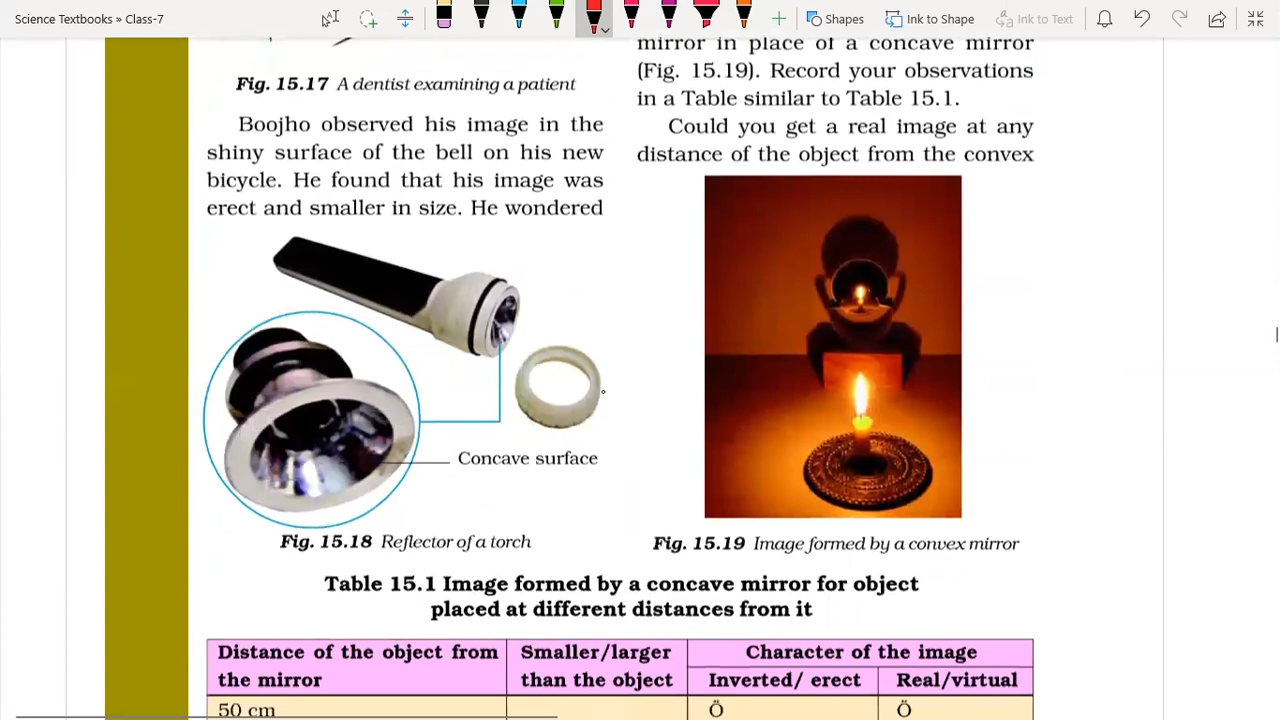 Science Textbooks » Class-7
Shapes
Ink to Shape
Ink to Text
Fig. 15.17 A dentist examining a patient
Boojho observed his image in the
shiny surface of the bell on his new
bicycle. He found that his image was
erect and smaller in size. He wondered
Concave surface
Fig. 15.18 Reflector of a torch
mirror in place of a concave mirror
(Fig. 15.19). Record your observations
in a Table similar to Table 15.1.
Could you get a real image at any
distance of the object from the convex
Fig. 15.19 Image formed by a convex mirror
Table 15.1 Image formed by a concave mirror for object
placed at different distances from it
Distance of the object from
the mirror
Smaller/larger
than the object
Character of the image
Inverted/ erect
Real/virtual
50 cm
Ö
Ö